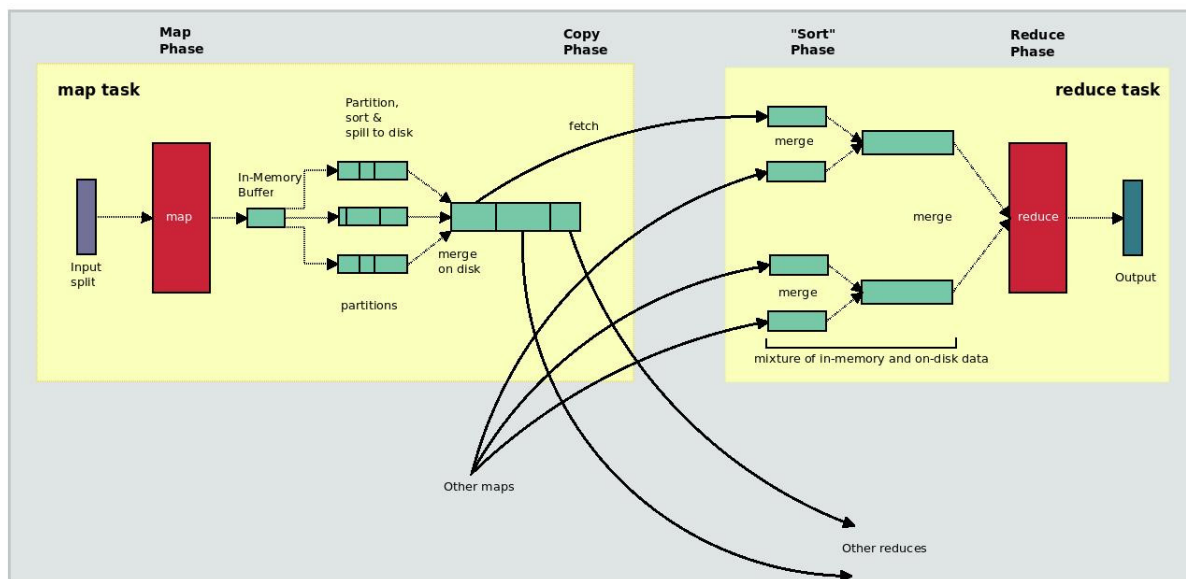 Map
Phase
Copy
Phase
"Sort"
Phase
Reduce
Phase
map task
reduce task
Partition,
sort &
spill to disk
fetch
merge
In-Memory
Buffer
map
merge
reduce
Input
split
merge
on disk
merge
Output
partitions
mixture of in-memory and on-disk data
Other maps
Other reduces